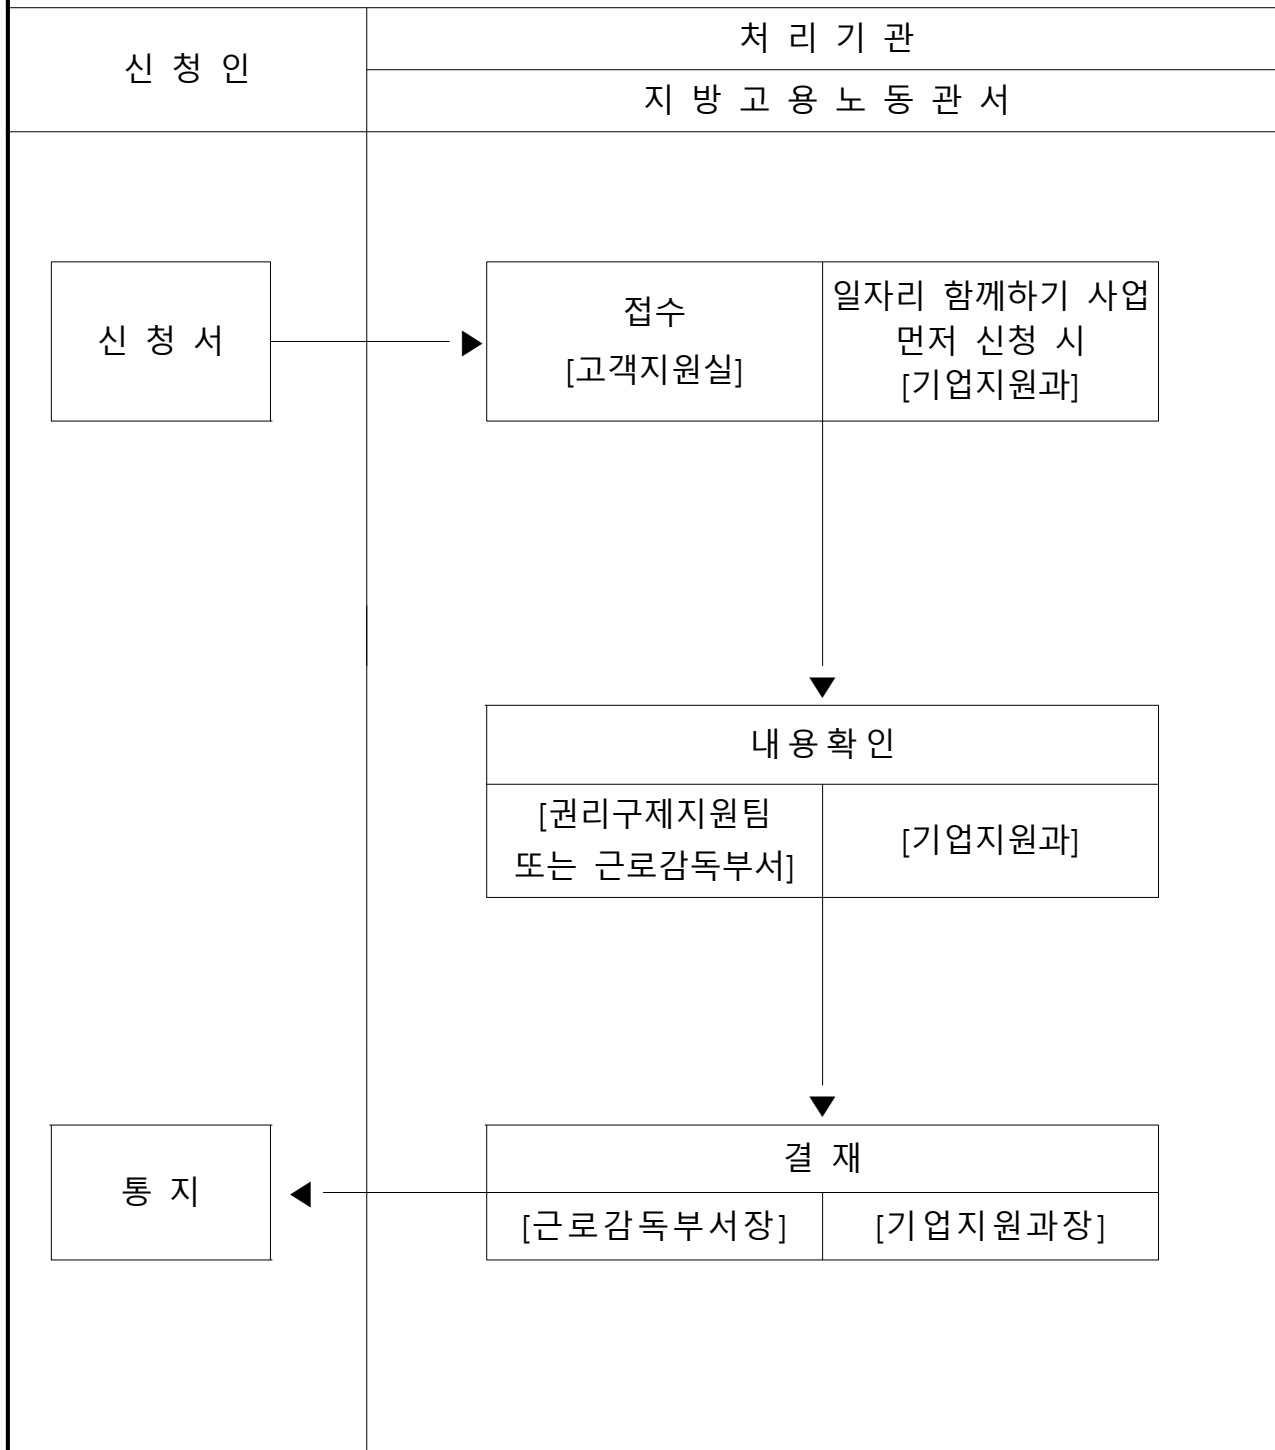 신 청 인
처 리 기 관
지 방 고 용 노 동 관 서
신 청 서
접수
[고객지원실]
일자리 함께하기 사업
먼저 신청 시
[기업지원과]
내용확인
[권리구제지원팀
또는 근로감독부서]
[기업지원과]
결 재
통 지
[근로감독부서장]
[기업지원과장]